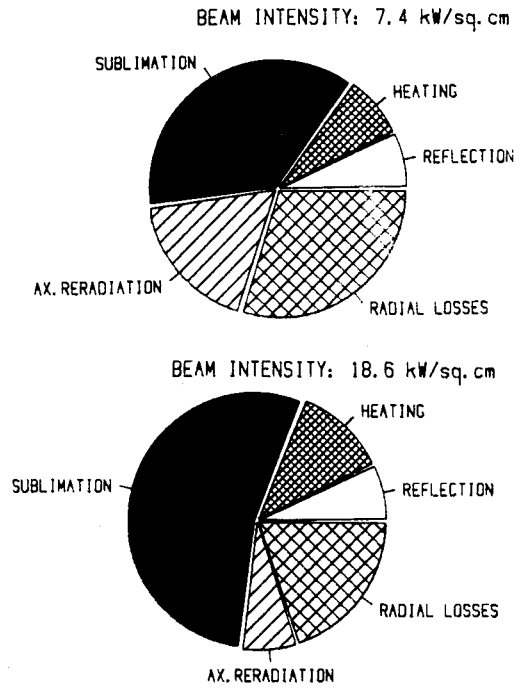 BEAM INTENSITY: 7.4 kW/sq.cm
SUBLIMATION
HEATING
REFLECTION
AX.RERADIATION
RADIAL LOSSES
BEAM INTENSITY: 18.6 kW/sq.cm
HEATING
SUBLIMATION
REFLECTION
RADIAL LOSSES
AX.RERADIATION